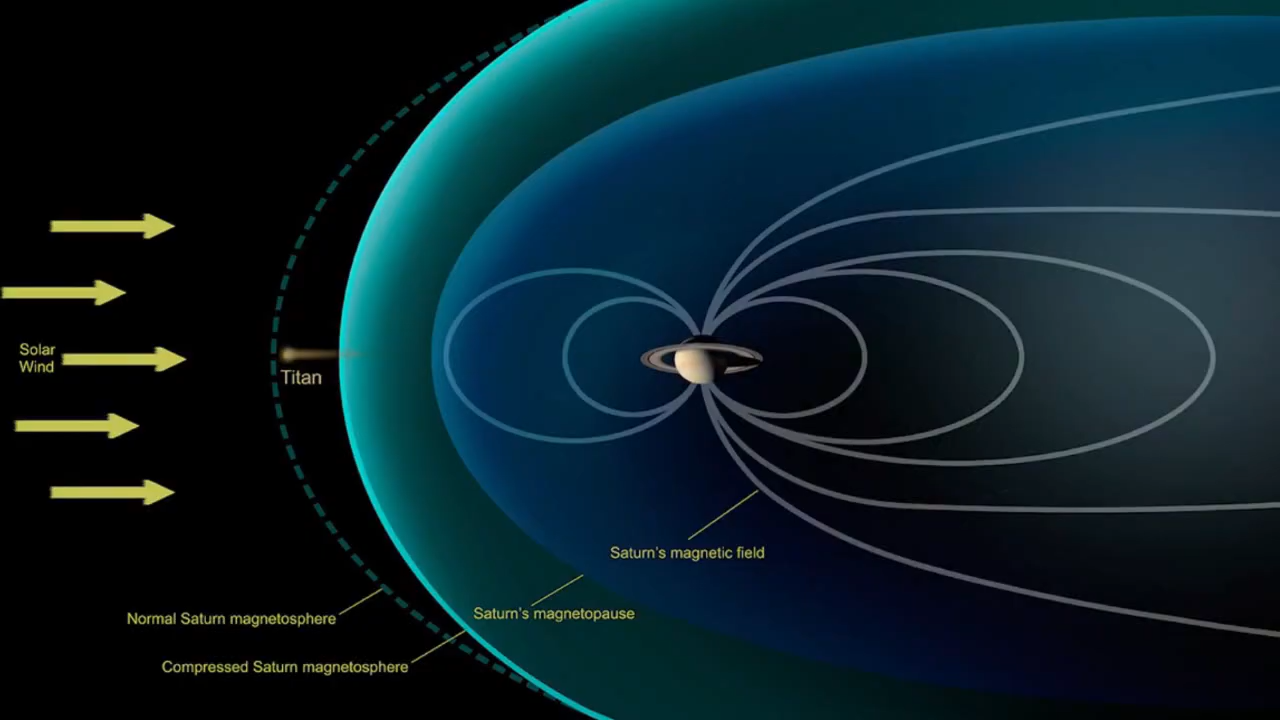 Solar
Wind
Titan
Saturn's magnetic field
Saturn's magnetopause
Normal Saturn magnetosphere
Compressed Saturn magnetosphere